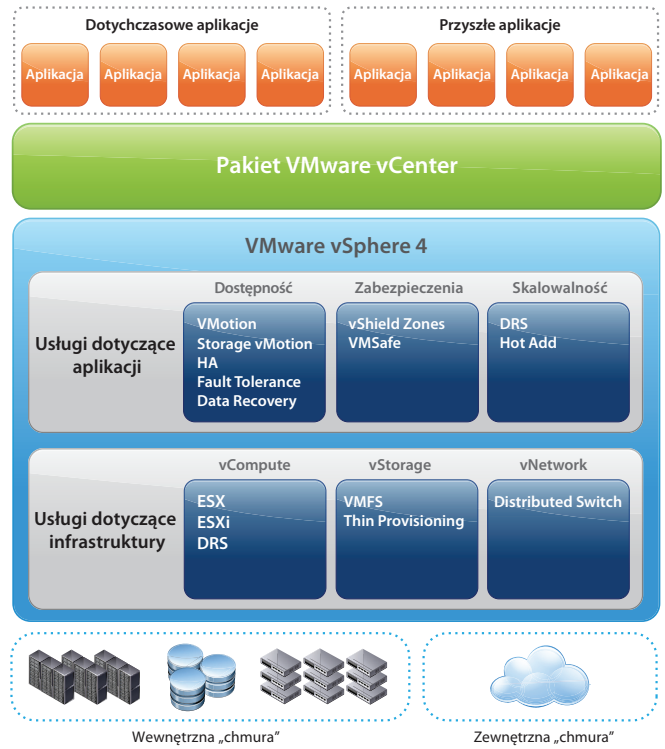 Dotychczasowe aplikacje
Przyszłe aplikacje
Aplikacja Aplikacja Aplikacja Aplikacja
Aplikacja Aplikacja Aplikacja Aplikacja
Pakiet VMware vCenter
VMware vSphere 4
Usługi dotyczące
aplikacji
Dostępność
VMotion
Storage vMotion
HA
Fault Tolerance
Data Recovery
Zabezpieczenia
vShield Zones
VMSafe
Skalowalność
DRS
Hot Add
Usługi dotyczące
infrastruktury
vCompute
ESX
ESXi
DRS
vStorage
VMFS
Thin Provisioning
vNetwork
Distributed Switch
Wewnętrzna „chmura”
Zewnętrzna „chmura”